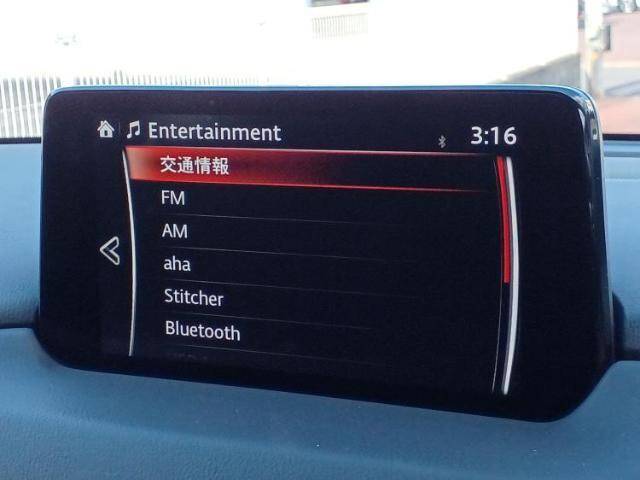 Entertainment
3:16
交通情報
FM
AM
aha
Stitcher
Bluetooth